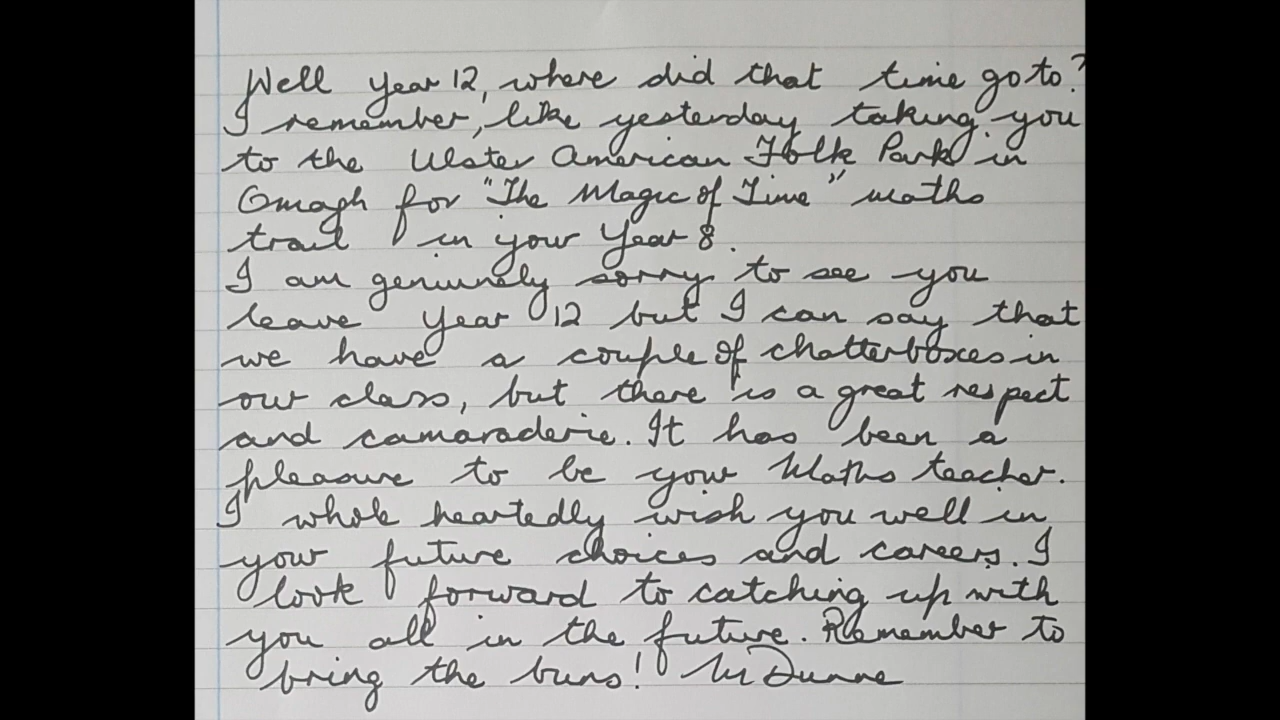 Well Year 12, where did that time go to?
I remember, like yesterday taking you
to the Ulster American Folk Park in
Omagh for "The Magic of Time" maths
trail in your Year 8.
I am geniunely sorry to see you
leave Year 12 but I can say that
we have a couple of chatterboxes in
our class, but there is a great respect
and camaraderie. It has been a
pleasure to be your Maths teacher.
I whole heartedly wish you well in
your future choices and careers. I
look forward to catching up with
you all in the future. Remember to
bring the buns! Mr Dunne